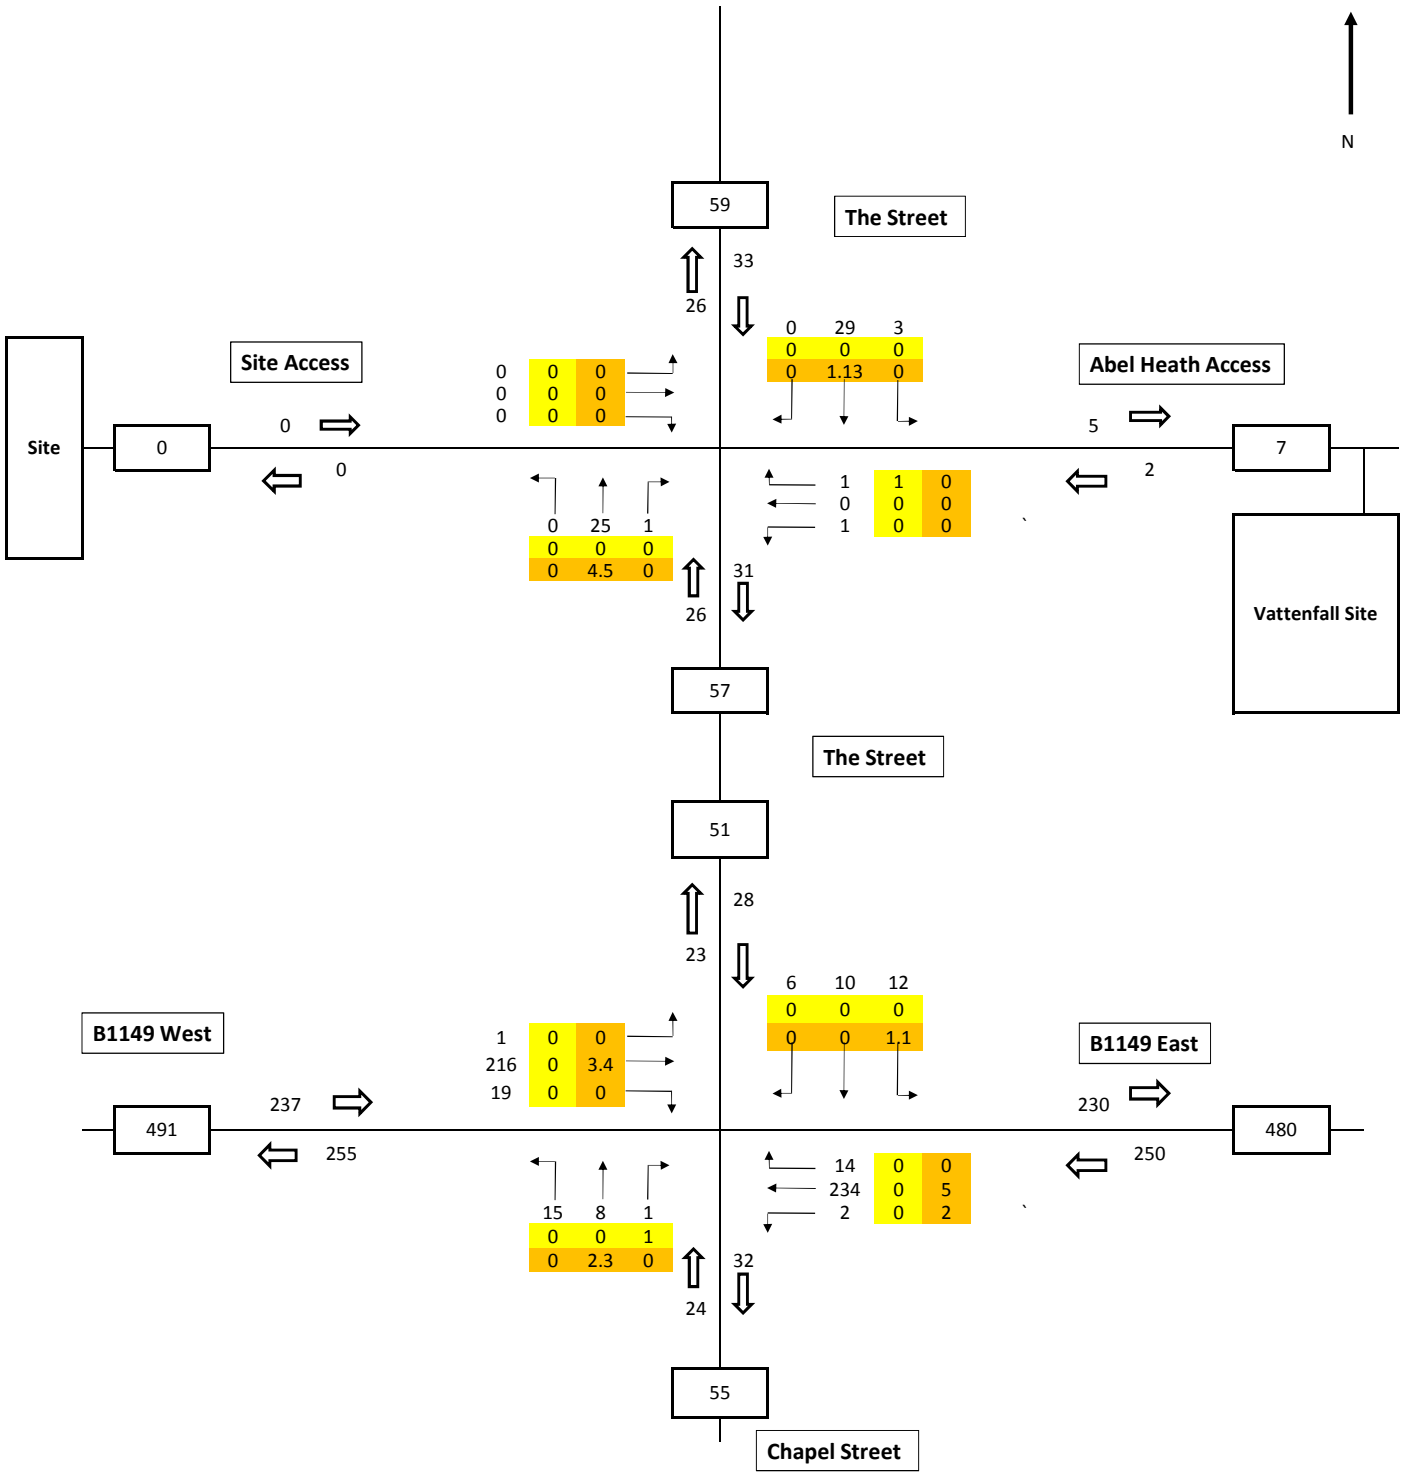 N
59
The Street
33
26
0 29 3
0 0 0
0 1.13 0
Site Access
0 0 0
0 0 0
0 0 0
Abel Heath Access
Site
0
0
0
5
2
7
1 1 0
0 0 0
1 0 0
`
0 25 1
0 0 0
0 4.5 0
31
26
Vattenfall Site
57
The Street
51
28
23
6 10 12
0 0 0
0 0 1.1
B1149 West
1 0 0
216 0 3.4
19 0 0
B1149 East
237
230
491
480
255
250
14 0 0
234 0 5
2 0 2
`
15 8 1
0 0 1
0 2.3 0
32
24
55
Chapel Street